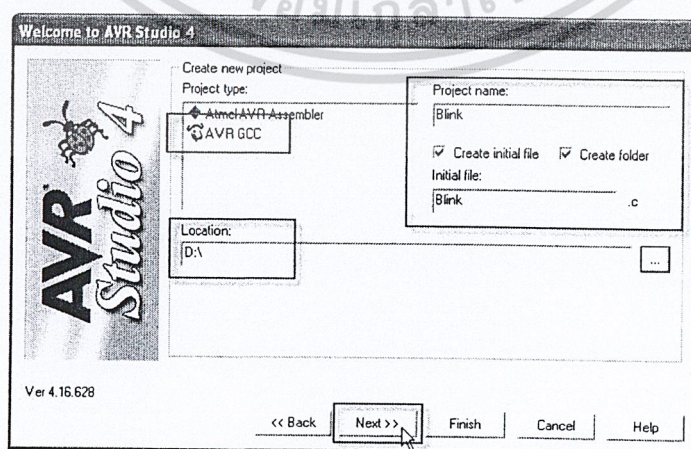 Welcome to AVR Studio 4
Create new project
Project type:
Atmel AVR Assembler
AVR GCC
Project name:
Blink
Create initial file
Create folder
Initial file:
Blink
.c
Location:
D:\
...
AVR Studio 4
Ver 4.16.628
<< Back
Next >>
Finish
Cancel
Help